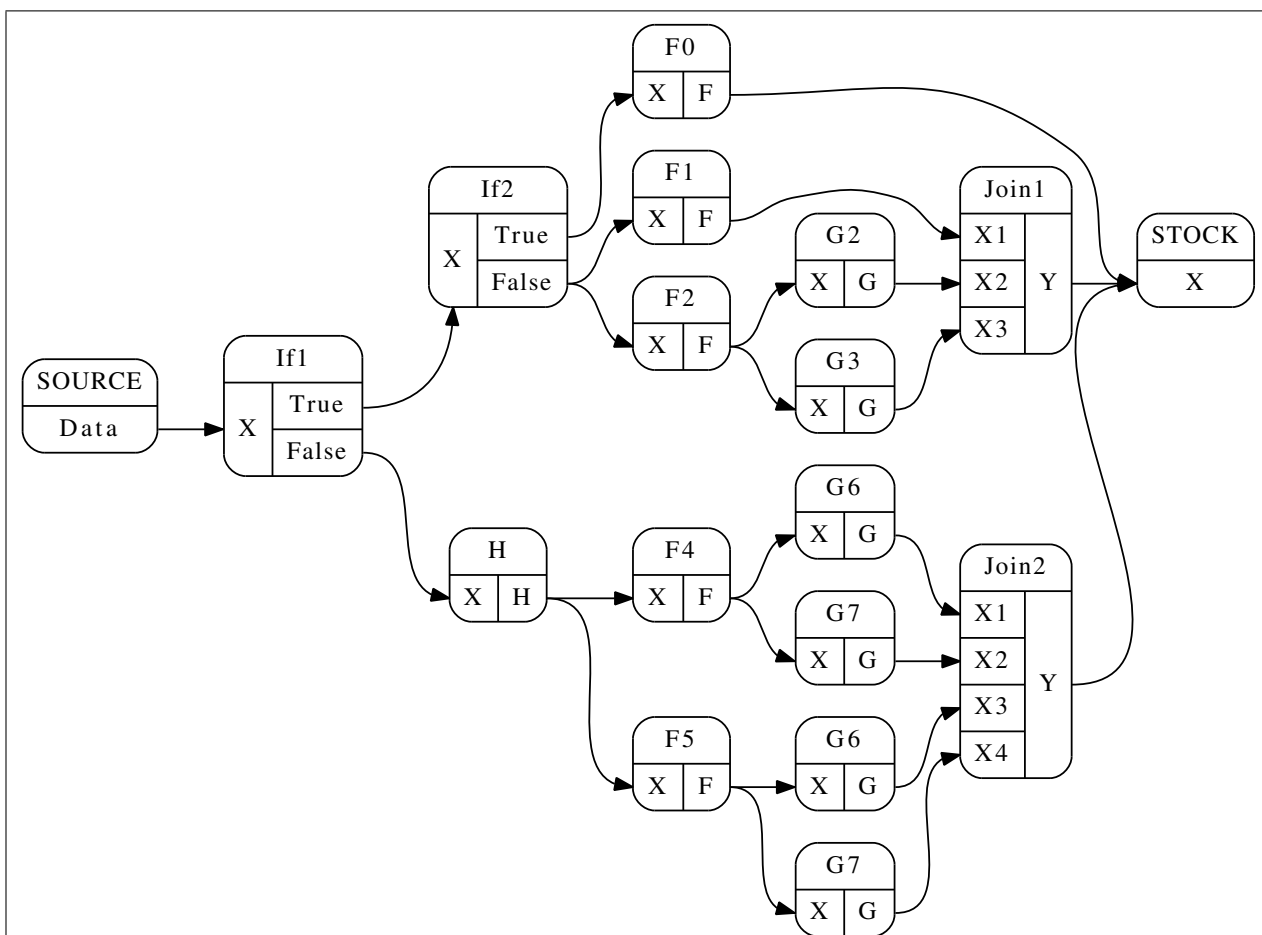 SOURCE
Data
If1
X
True
False
If2
X
True
False
H
X H
F0
X F
F1
X F
F2
X F
F4
X F
F5
X F
G2
X G
G3
X G
G6
X G
G7
X G
G6
X G
G7
X G
Join1
X1
X2
X3
Y
Join2
X1
X2
X3
X4
Y
STOCK
X